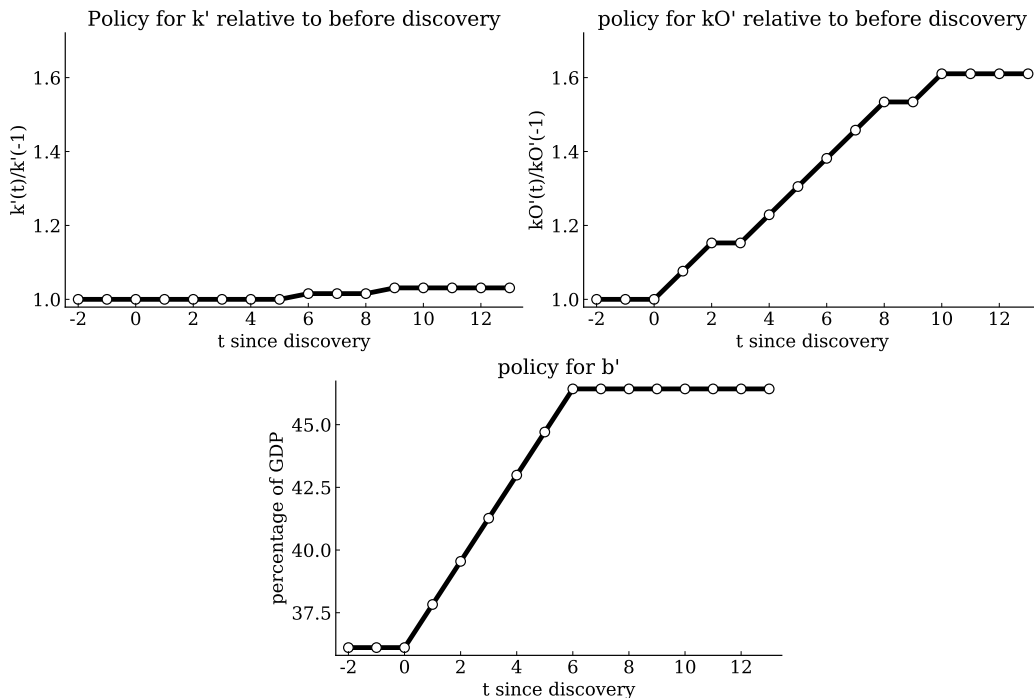 Policy for k' relative to before discovery
k'(t)/k'(-1)
1.6
1.4
1.2
1.0
-2 0 2 4 6 8 10 12
t since discovery
policy for kO' relative to before discovery
kO'(t)/kO'(-1)
1.6
1.4
1.2
1.0
-2 0 2 4 6 8 10 12
t since discovery
policy for b'
percentage of GDP
45.0
42.5
40.0
37.5
-2 0 2 4 6 8 10 12
t since discovery